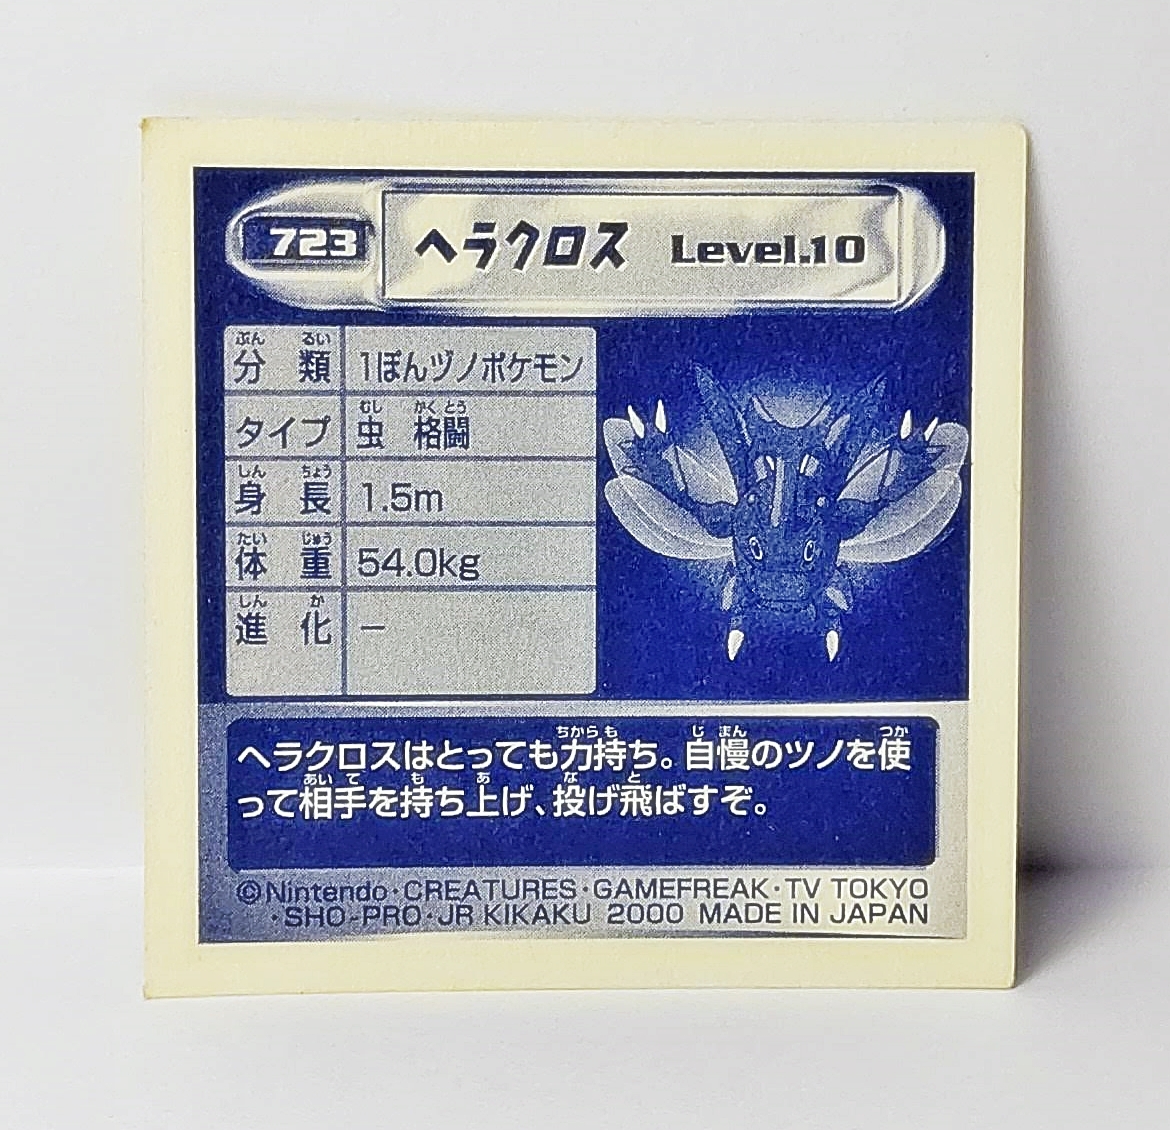 723 ヘラクロス Level.10
ぶん るい
分 類 1ぽんヅノポケモン
むし かく とう
タイプ 虫 格闘
しん ちょう
身 長 1.5m
たい じゅう
体 重 54.0kg
しん か
進 化 ー
ちから も じ まん つか
ヘラクロスはとっても力持ち。自慢のツノを使
あい て も あ な と
って相手を持ち上げ、投げ飛ばすぞ。
©Nintendo・CREATURES・GAMEFREAK・TV TOKYO
・SHO-PRO・JR KIKAKU 2000 MADE IN JAPAN